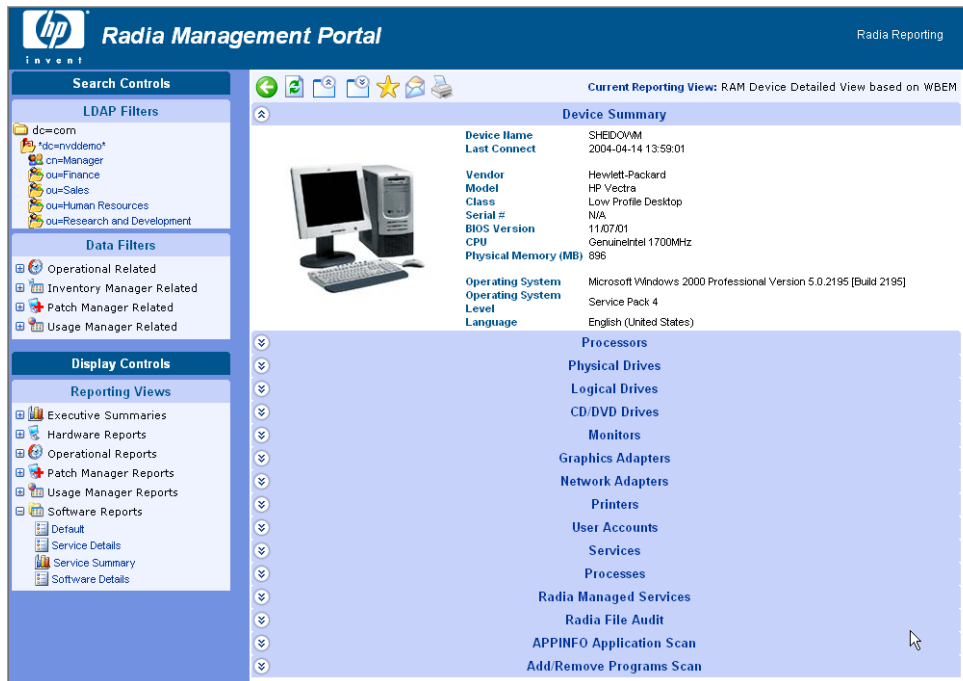 hp
invent
Radia Management Portal
Radia Reporting
Search Controls
LDAP Filters
dc=com
*dc=nvddemo*
cn=Manager
ou=Finance
ou=Sales
ou=Human Resources
ou=Research and Development
Data Filters
Operational Related
Inventory Manager Related
Patch Manager Related
Usage Manager Related
Display Controls
Reporting Views
Executive Summaries
Hardware Reports
Operational Reports
Patch Manager Reports
Usage Manager Reports
Software Reports
Default
Service Details
Service Summary
Software Details
Current Reporting View: RAM Device Detailed View based on WBEM
Device Summary
Device Name SHEIDOWM
Last Connect 2004-04-14 13:59:01
Vendor Hewlett-Packard
Model HP Vectra
Class Low Profile Desktop
Serial # N/A
BIOS Version 11/07/01
CPU GenuineIntel 1700MHz
Physical Memory (MB) 896
Operating System Microsoft Windows 2000 Professional Version 5.0.2195 [Build 2195]
Operating System Level Service Pack 4
Language English (United States)
Processors
Physical Drives
Logical Drives
CD/DVD Drives
Monitors
Graphics Adapters
Network Adapters
Printers
User Accounts
Services
Processes
Radia Managed Services
Radia File Audit
APPINFO Application Scan
Add/Remove Programs Scan